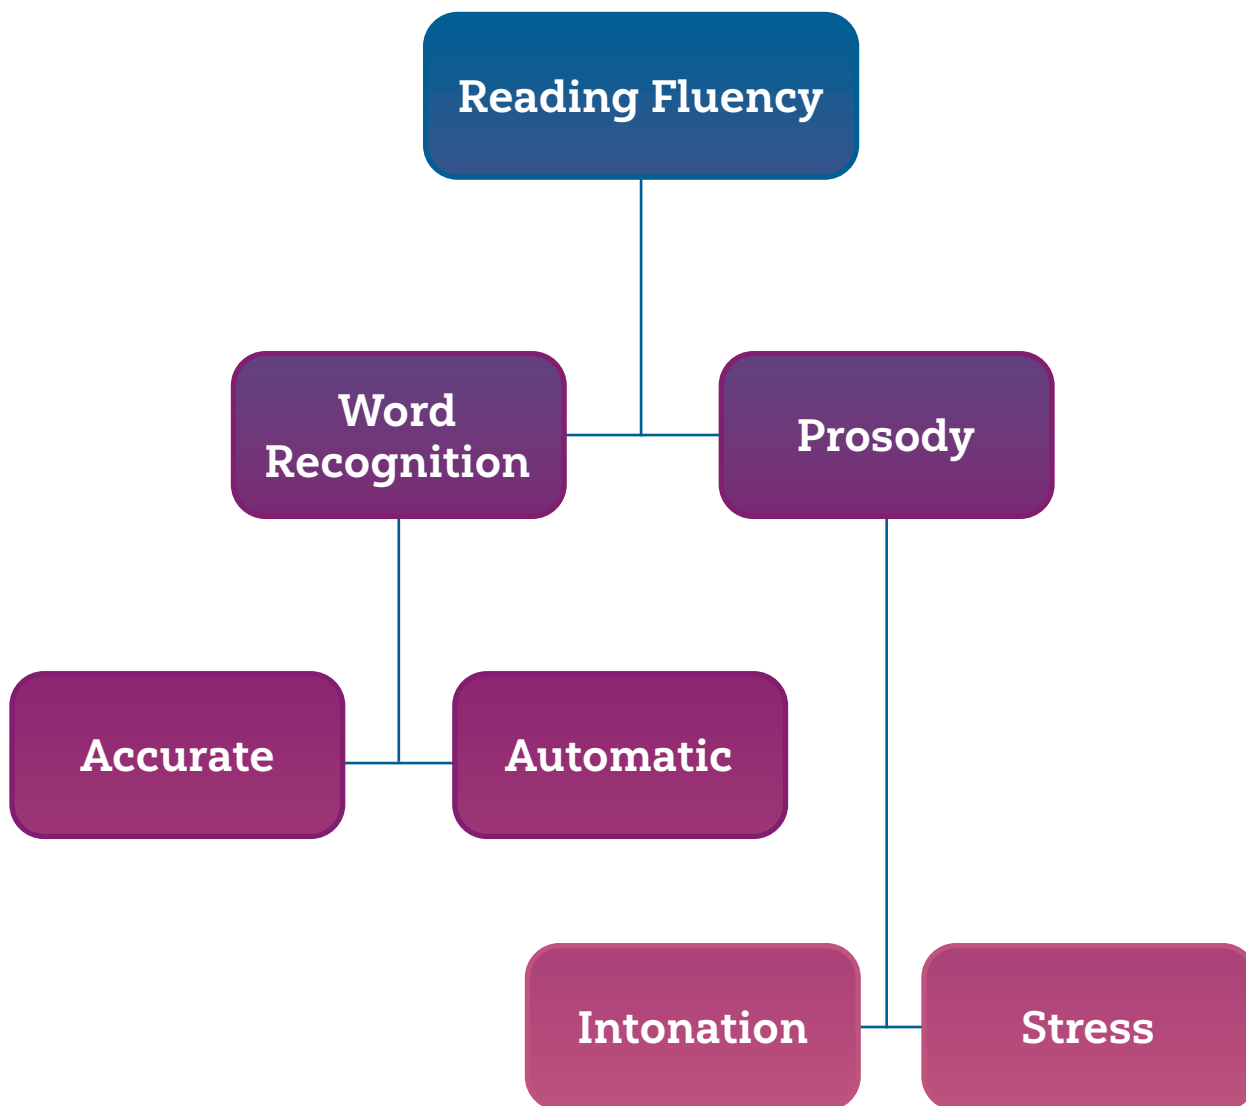 Reading Fluency
Word
Recognition
Prosody
Accurate
Automatic
Intonation
Stress